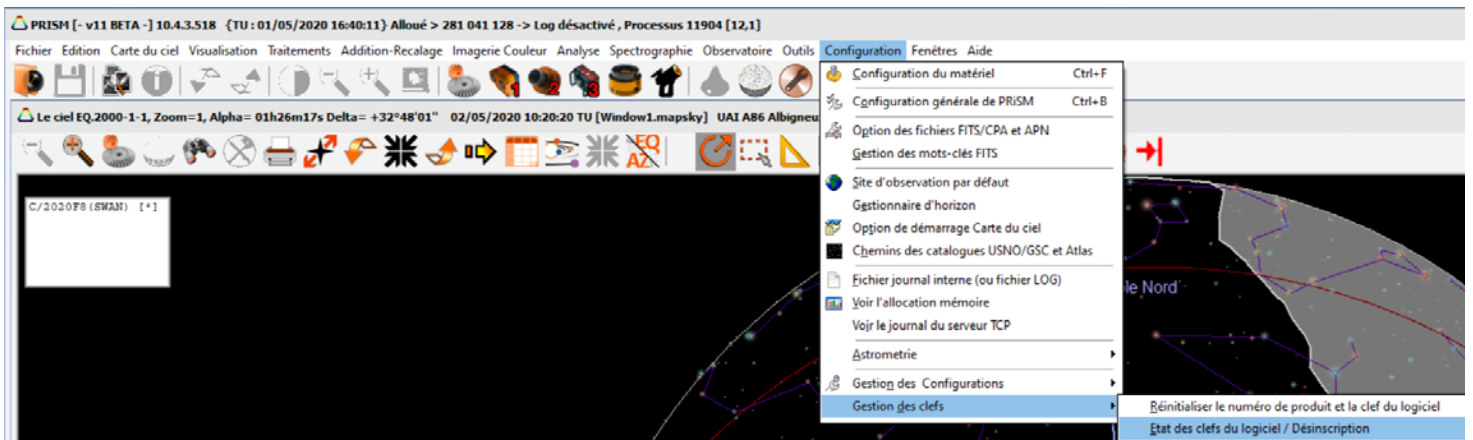 PRISM [- v11 BETA -] 10.4.3.518 {TU : 01/05/2020 16:40:11} Alloué > 281 041 128 -> Log désactivé , Processus 11904 [12,1]
Fichier Edition Carte du ciel Visualisation Traitements Addition-Recalage Imagerie Couleur Analyse Spectrographie Observatoire Outils Configuration Fenêtres Aide
1 2 3
Le ciel EQ.2000-1-1, Zoom=1, Alpha= 01h26m17s Delta= +32°48'01" 02/05/2020 10:20:20 TU [Window1.mapsky] UAI A86 Albigneu
EQ
AZ
C/2020F8(SWAN) [*]
Configuration du matériel Ctrl+F
Configuration générale de PRiSM Ctrl+B
Option des fichiers FITS/CPA et APN
Gestion des mots-clés FITS
Site d'observation par défaut
Gestionnaire d'horizon
Option de démarrage Carte du ciel
Chemins des catalogues USNO/GSC et Atlas
Fichier journal interne (ou fichier LOG)
Voir l'allocation mémoire
Voir le journal du serveur TCP
Astrometrie
Gestion des Configurations
Gestion des clefs
Réinitialiser le numéro de produit et la clef du logiciel
Etat des clefs du logiciel / Désinscription
le Nord